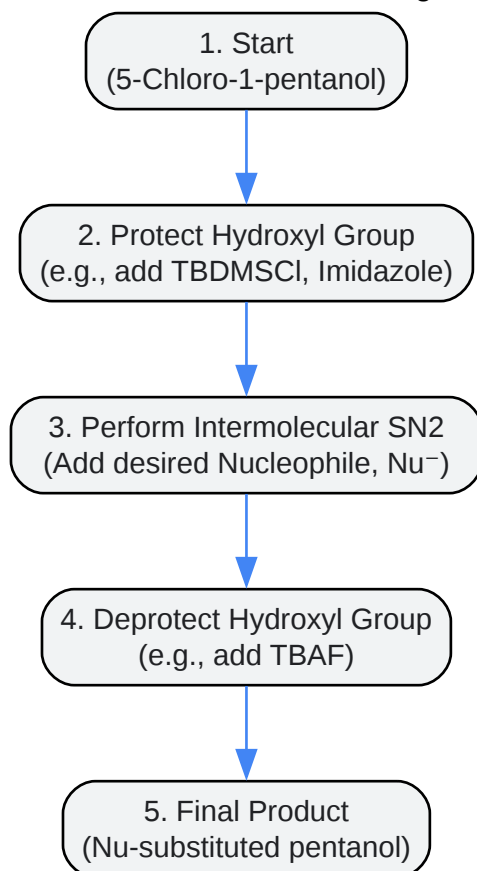 1. Start
(5-Chloro-1-pentanol)
2. Protect Hydroxyl Group
(e.g., add TBDMSCl, Imidazole)
3. Perform Intermolecular SN2
(Add desired Nucleophile, Nu⁻)
4. Deprotect Hydroxyl Group
(e.g., add TBAF)
5. Final Product
(Nu-substituted pentanol)